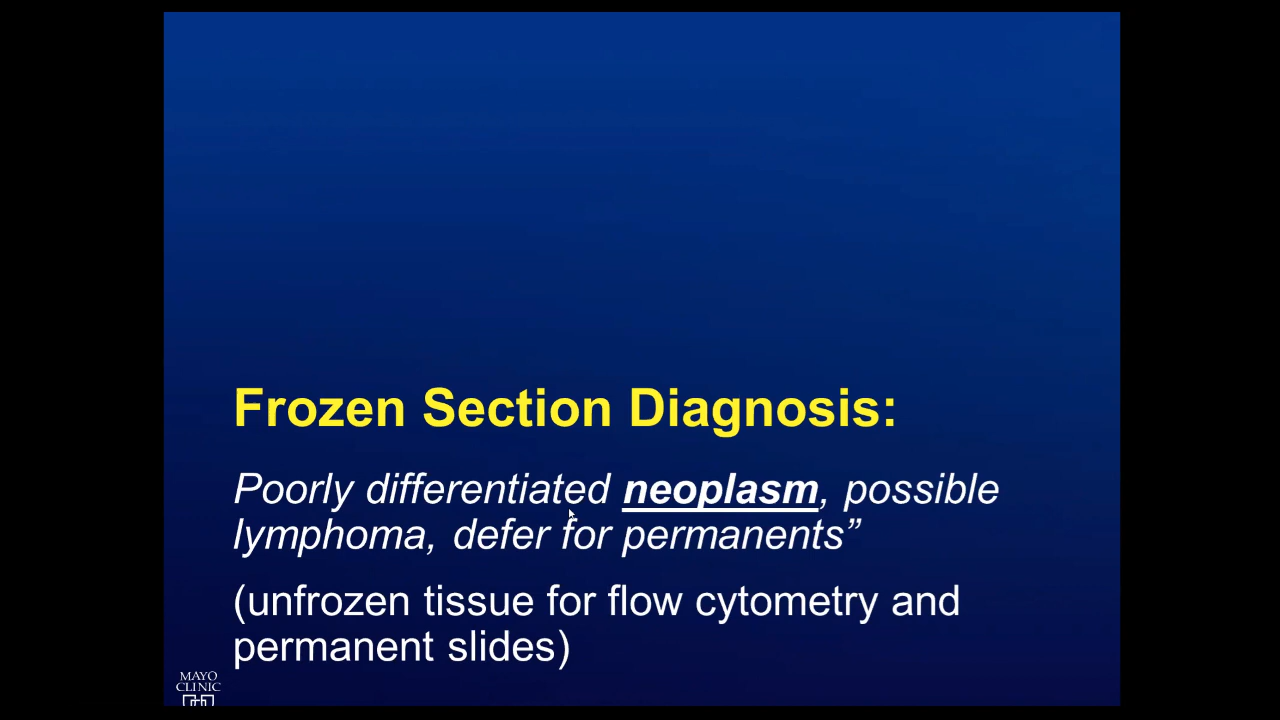 Frozen Section Diagnosis:
Poorly differentiated neoplasm, possible
lymphoma, defer for permanents”
(unfrozen tissue for flow cytometry and
permanent slides)
MAYO
CLINIC